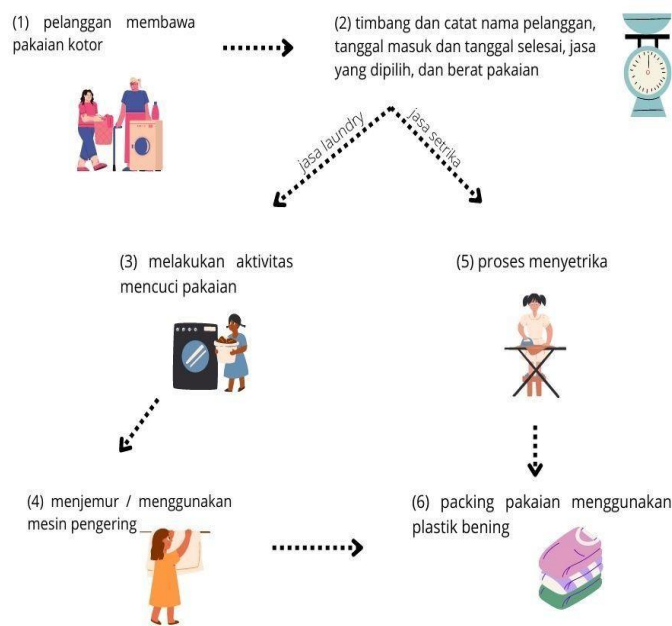 (1) pelanggan membawa
pakaian kotor
(2) timbang dan catat nama pelanggan,
tanggal masuk dan tanggal selesai, jasa
yang dipilih, dan berat pakaian
jasa laundry
jasa setrika
(3) melakukan aktivitas
mencuci pakaian
(5) proses menyetrika
(4) menjemur / menggunakan
mesin pengering
(6) packing pakaian menggunakan
plastik bening